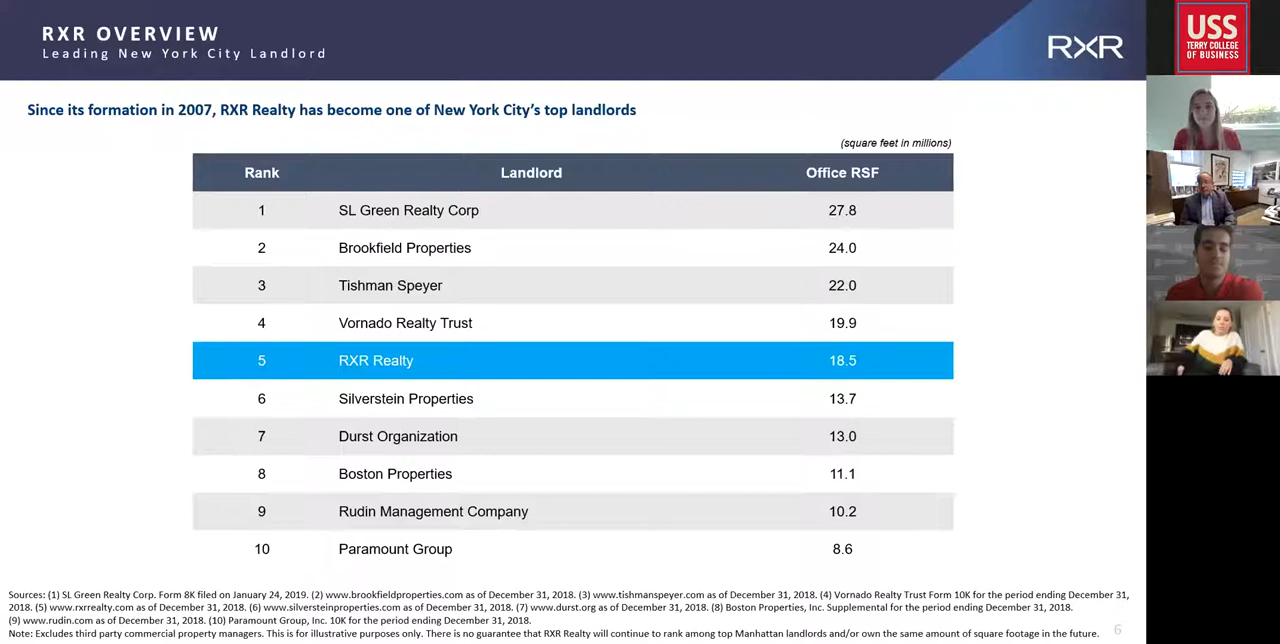 RXR OVERVIEW
Leading New York City Landlord
RXR
USS
TERRY COLLEGE
OF BUSINESS
Since its formation in 2007, RXR Realty has become one of New York City’s top landlords
(square feet in millions)
Rank Landlord Office RSF
1 SL Green Realty Corp 27.8
2 Brookfield Properties 24.0
3 Tishman Speyer 22.0
4 Vornado Realty Trust 19.9
5 RXR Realty 18.5
6 Silverstein Properties 13.7
7 Durst Organization 13.0
8 Boston Properties 11.1
9 Rudin Management Company 10.2
10 Paramount Group 8.6
Sources: (1) SL Green Realty Corp. Form 8K filed on January 24, 2019. (2) www.brookfieldproperties.com as of December 31, 2018. (3) www.tishmanspeyer.com as of December 31, 2018. (4) Vornado Realty Trust Form 10K for the period ending December 31,
2018. (5) www.rxrrealty.com as of December 31, 2018. (6) www.silversteinproperties.com as of December 31, 2018. (7) www.durst.org as of December 31, 2018. (8) Boston Properties, Inc. Supplemental for the period ending December 31, 2018.
(9) www.rudin.com as of December 31, 2018. (10) Paramount Group, Inc. 10K for the period ending December 31, 2018.
Note: Excludes third party commercial property managers. This is for illustrative purposes only. There is no guarantee that RXR Realty will continue to rank among top Manhattan landlords and/or own the same amount of square footage in the future.
6